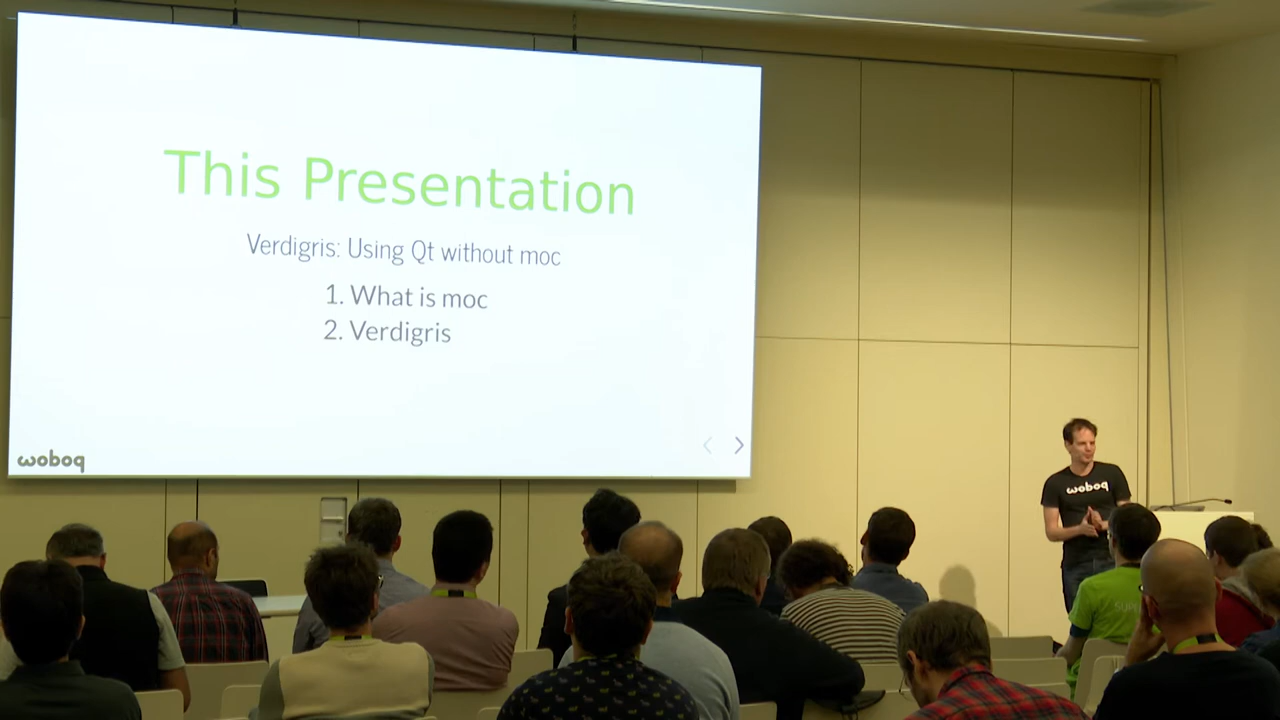 This Presentation
Verdigris: Using Qt without moc
1. What is moc
2. Verdigris
woboq
woboq